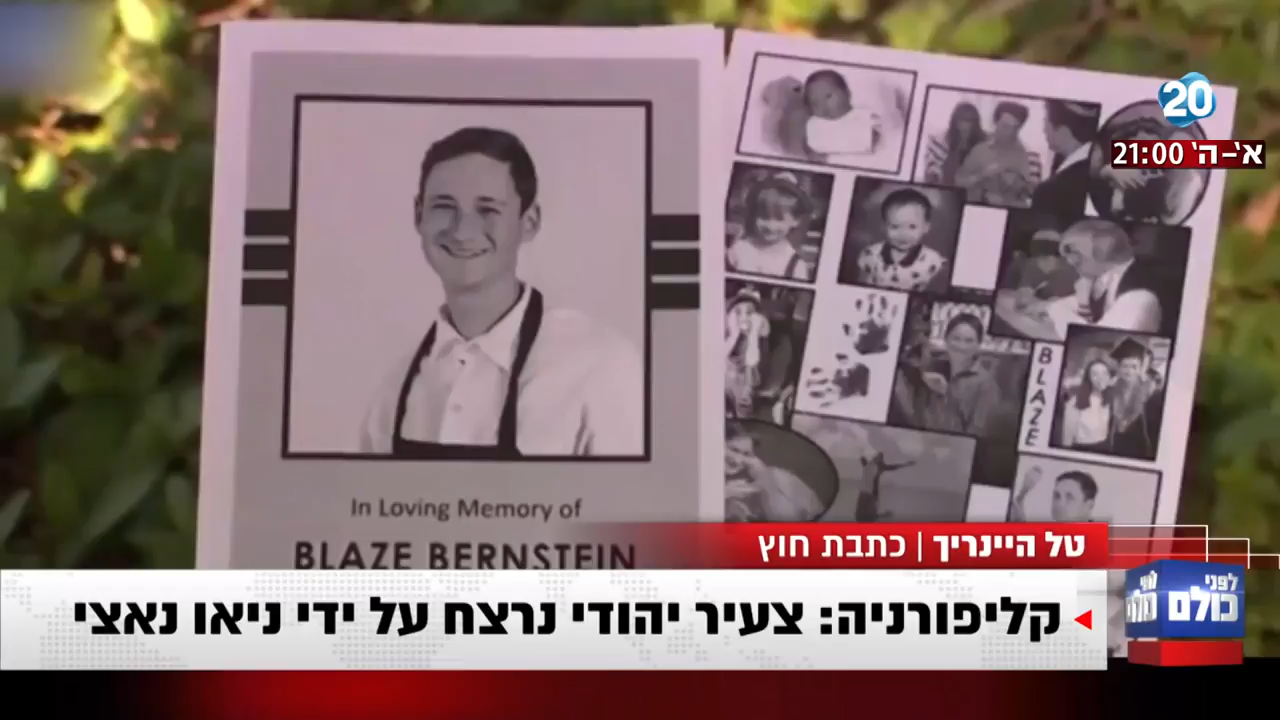 20
א'-ה' 21:00
BLAZE
In Loving Memory of
BLAZE BERNSTEIN
טל היינריך | כתבת חוץ
קליפורניה: צעיר יהודי נרצח על ידי ניאו נאצי
לפני
כולם